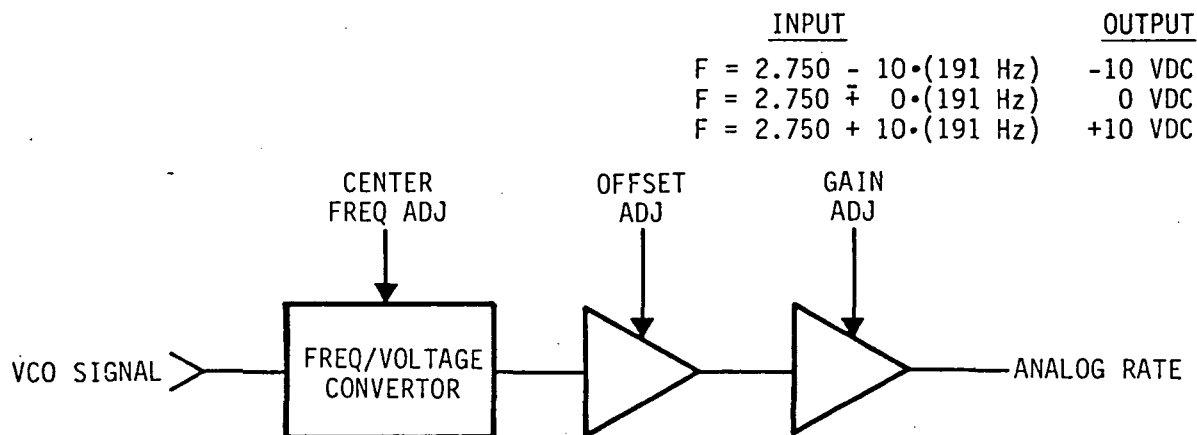 INPUT OUTPUT
F = 2.750 - 10•(191 Hz) -10 VDC
F = 2.750 ∓ 0•(191 Hz) 0 VDC
F = 2.750 + 10•(191 Hz) +10 VDC
CENTER
FREQ ADJ
OFFSET
ADJ
GAIN
ADJ
VCO SIGNAL
FREQ/VOLTAGE
CONVERTOR
ANALOG RATE